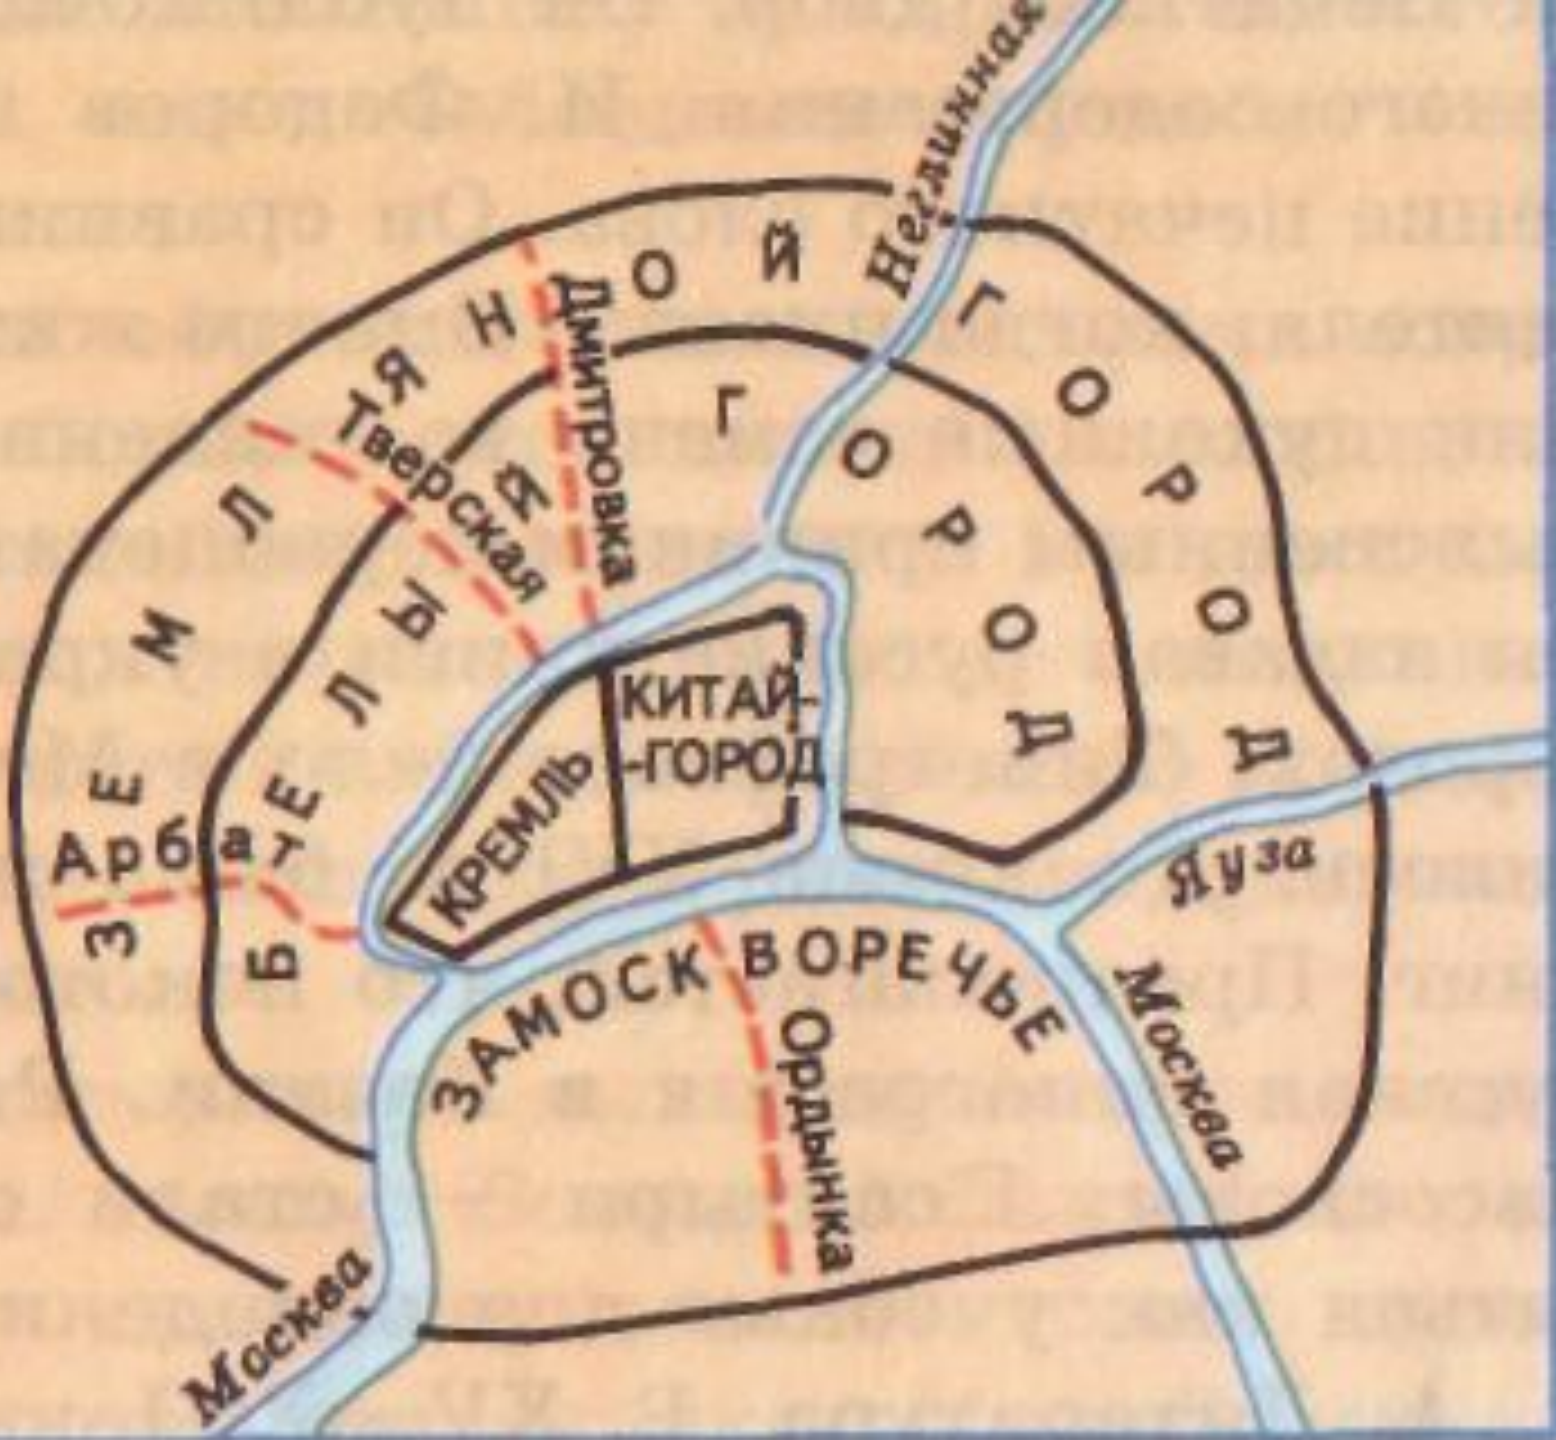 Неглинная
ЗЕМЛЯНОЙ ГОРОД
Дмитровка
Тверская
БЕЛЫЙ ГОРОД
КИТАЙ-
-ГОРОД
КРЕМЛЬ
Арбат
Яуза
ЗАМОСКВОРЕЧЬЕ
Ордынка
Москва
Москва